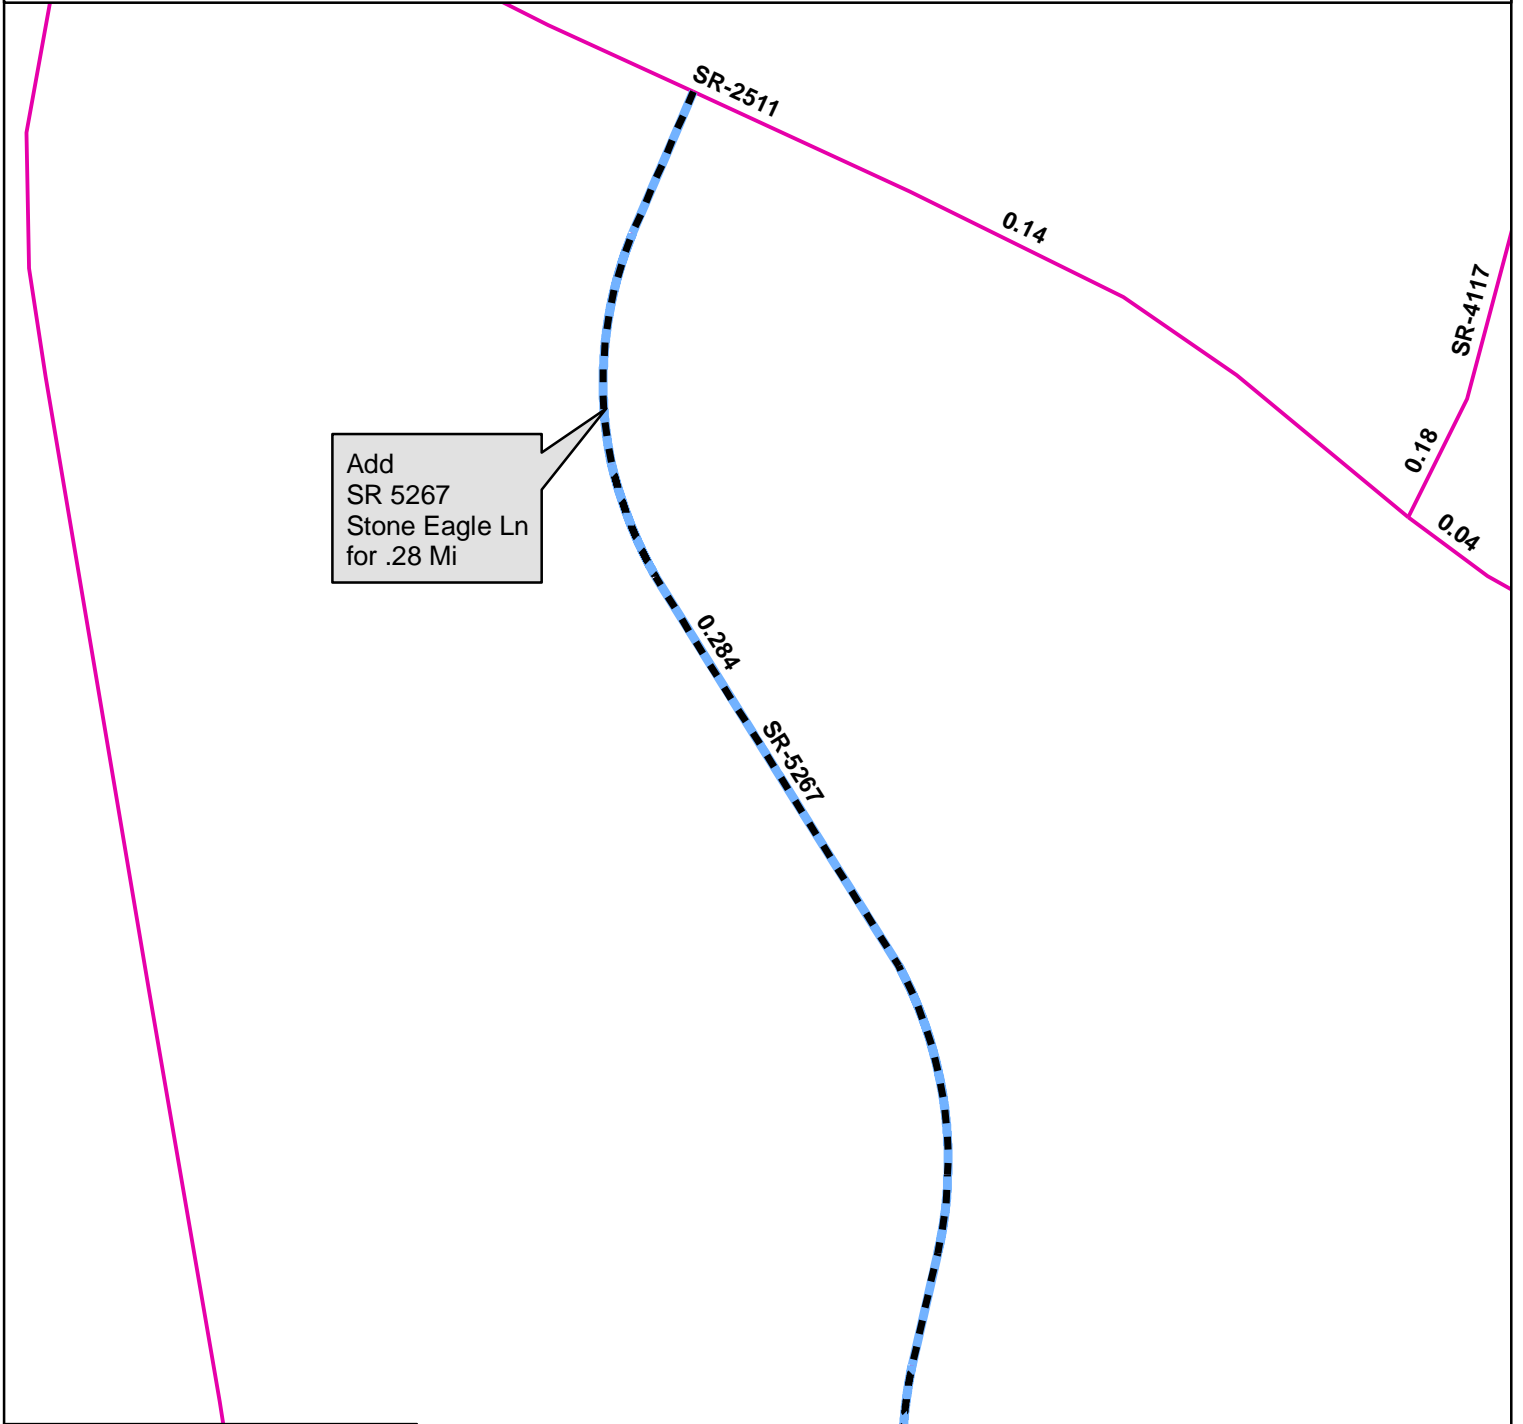 SR-2511
0.14
SR-4117
0.18
0.04
Add
SR 5267
Stone Eagle Ln
for .28 Mi
0.284
SR-5267